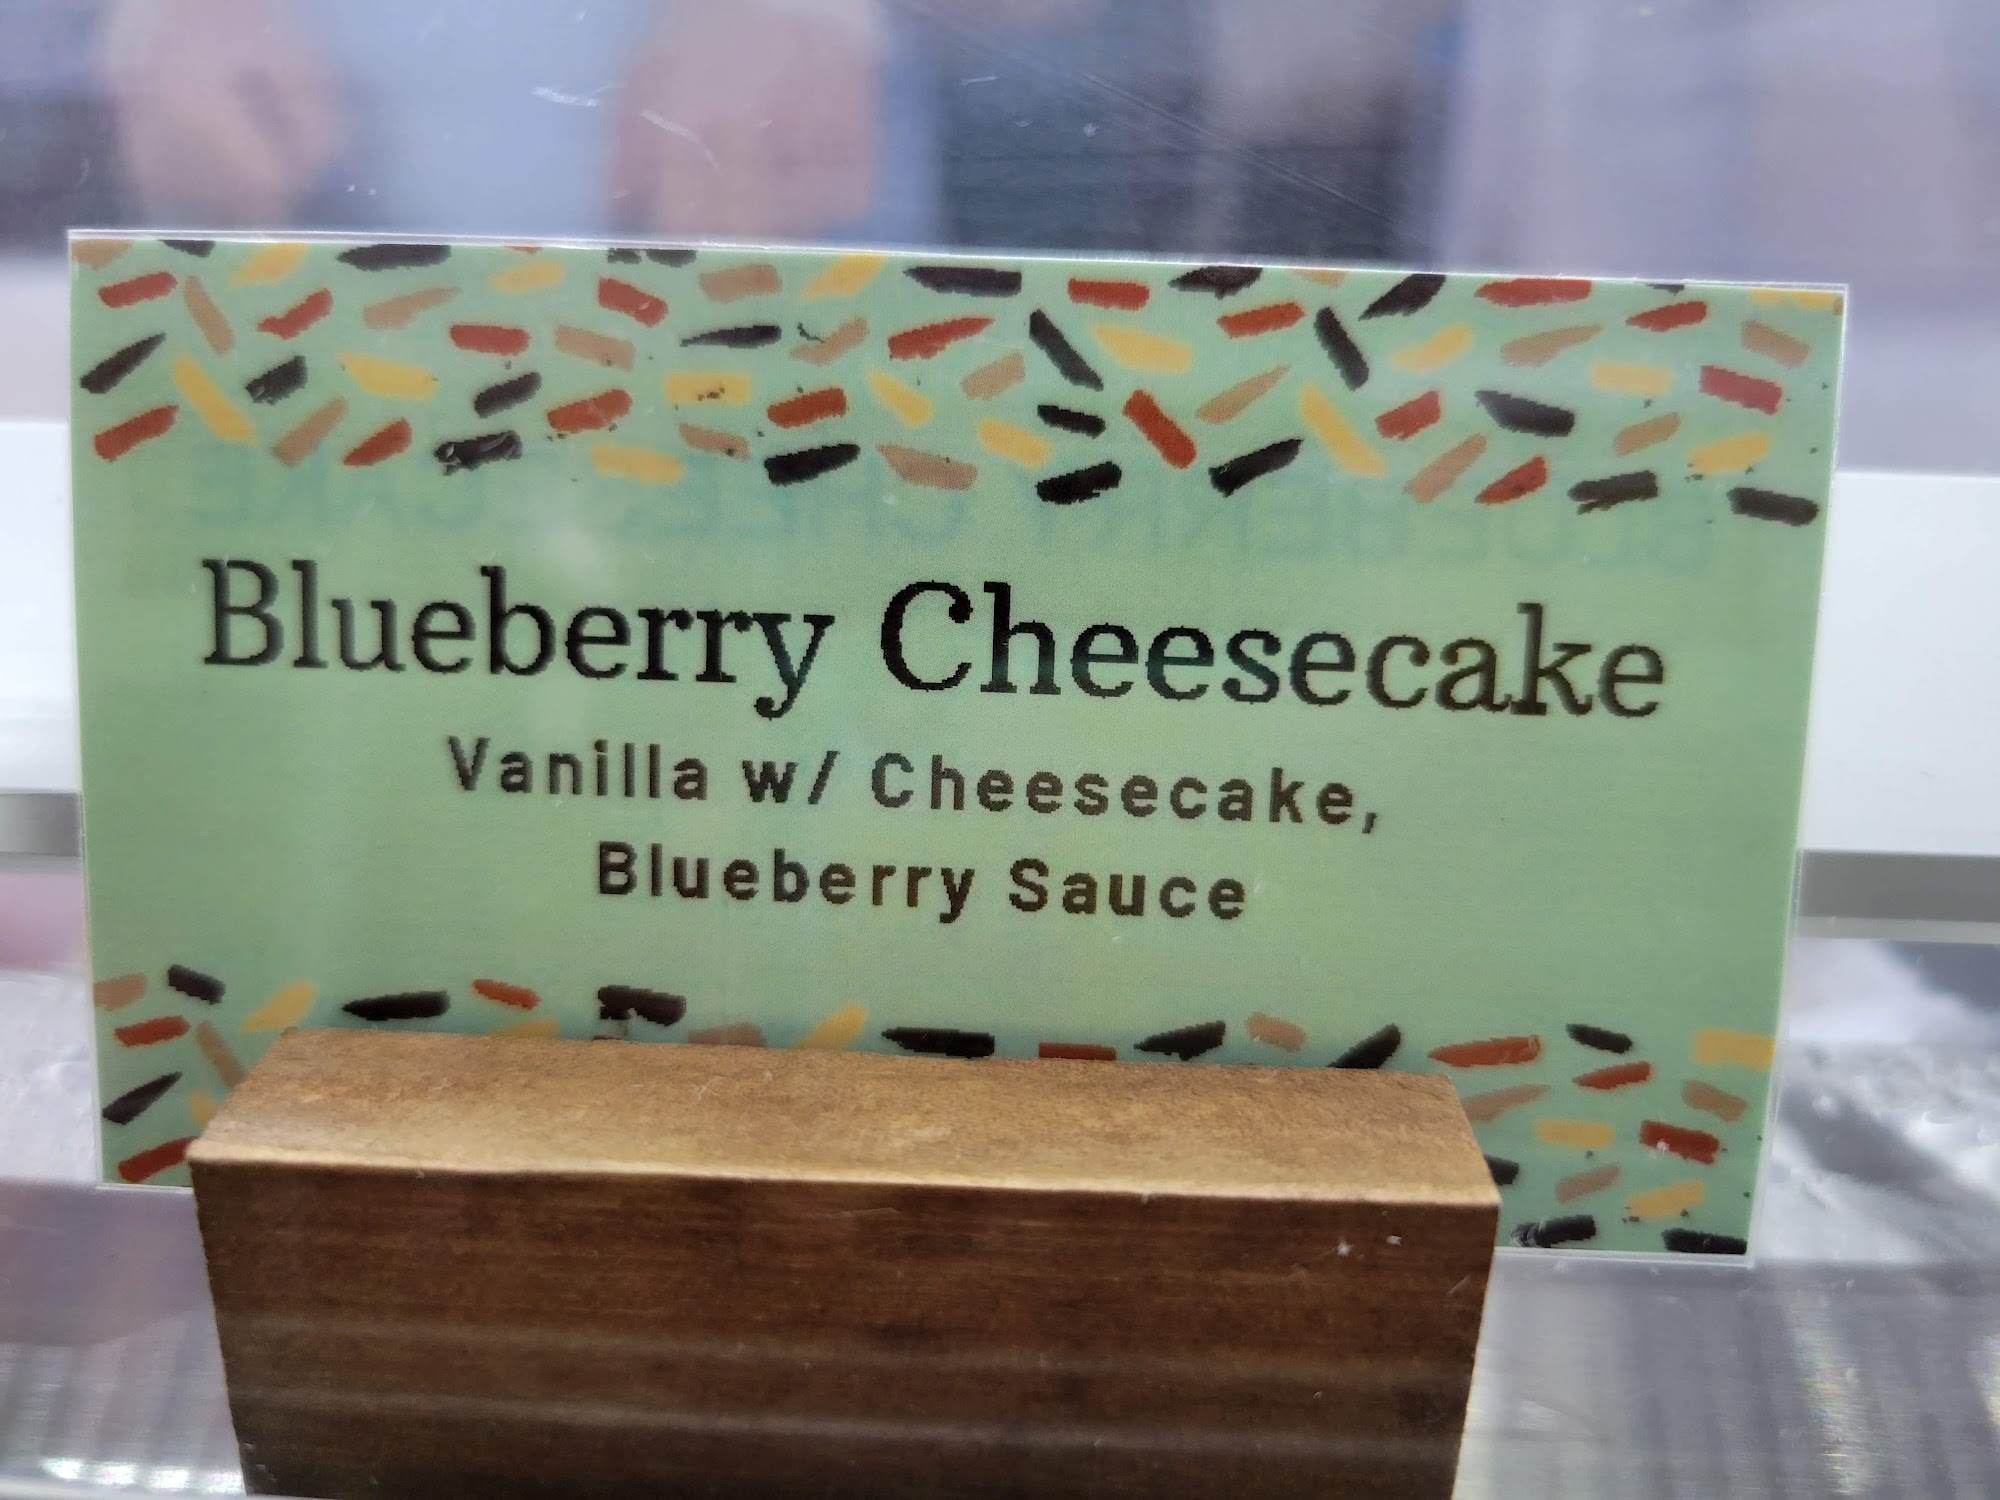 Blueberry Cheesecake
Vanilla w/ Cheesecake,
Blueberry Sauce